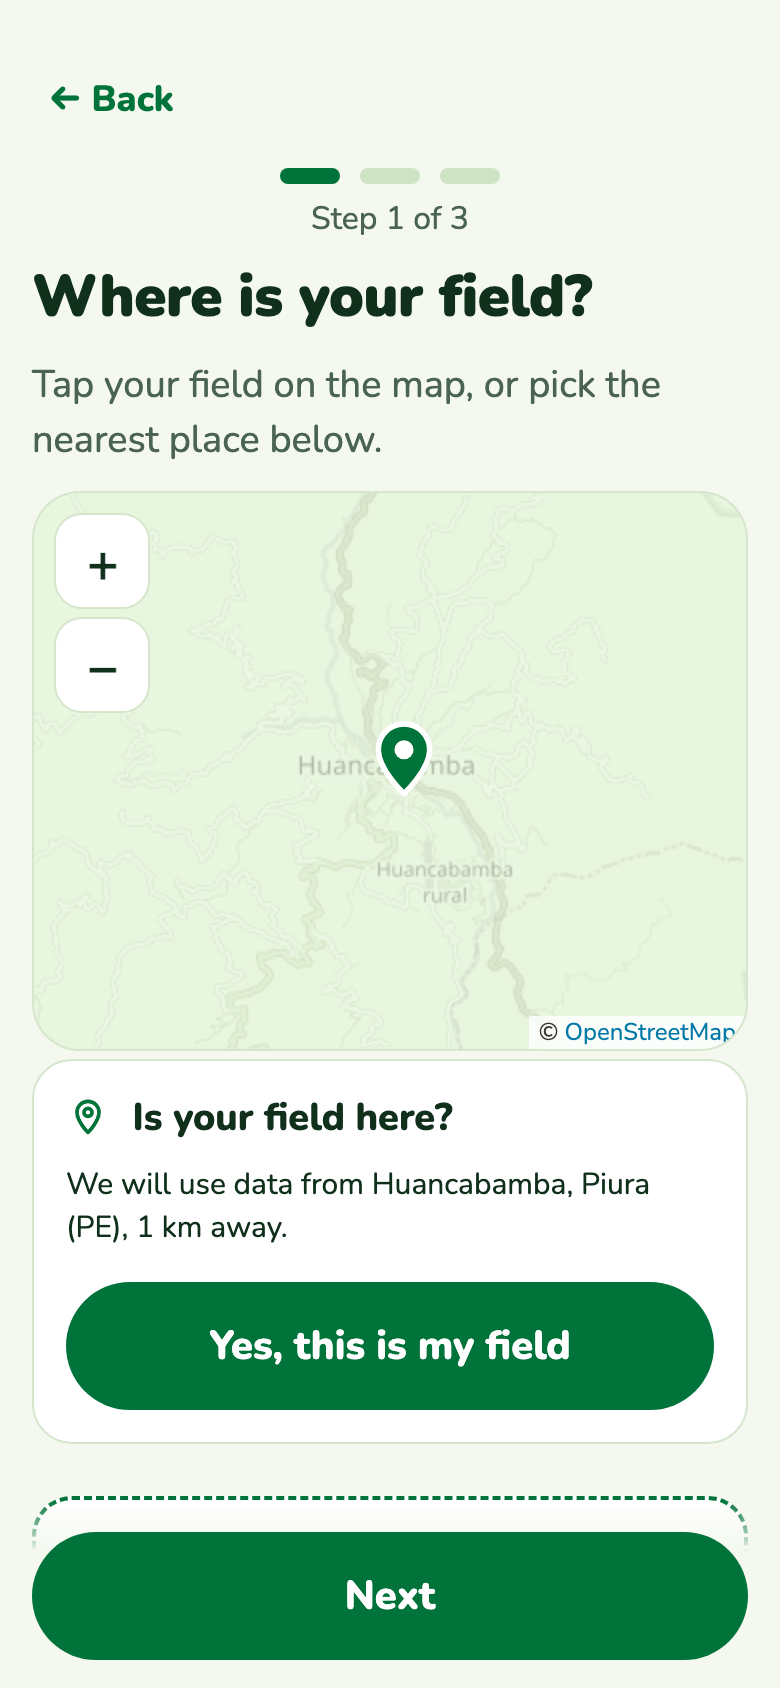 ← Back
Step 1 of 3
Where is your field?
Tap your field on the map, or pick the
nearest place below.
+
−
Huancabamba
Huancabamba
rural
© OpenStreetMap
Is your field here?
We will use data from Huancabamba, Piura
(PE), 1 km away.
Yes, this is my field
Next